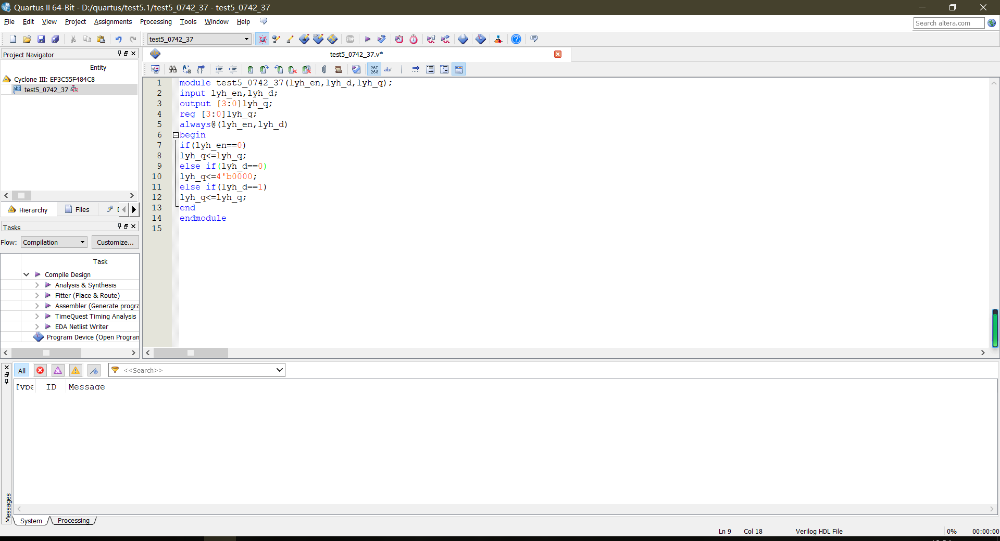 Quartus II 64-Bit - D:/quartus/test5.1/test5_0742_37 - test5_0742_37
File Edit View Project Assignments Processing Tools Window Help
Search altera.com
test5_0742_37
Project Navigator
Entity
Cyclone III: EP3C55F484C8
test5_0742_37
Hierarchy Files
Tasks
Flow: Compilation Customize...
Task
Compile Design
Analysis & Synthesis
Fitter (Place & Route)
Assembler (Generate progra
TimeQuest Timing Analysis
EDA Netlist Writer
Program Device (Open Program
test5_0742_37.v*
267
268
ab/
1 module test5_0742_37(lyh_en,lyh_d,lyh_q);
2 input lyh_en,lyh_d;
3 output [3:0]lyh_q;
4 reg [3:0]lyh_q;
5 always@(lyh_en,lyh_d)
6 begin
7 if(lyh_en==0)
8 lyh_q<=lyh_q;
9 else if(lyh_d==0)
10 lyh_q<=4'b0000;
11 else if(lyh_d==1)
12 lyh_q<=lyh_q;
13 end
14 endmodule
15
All <<Search>>
Type ID Message
Messages
System Processing
Ln 9 Col 18 Verilog HDL File 0% 00:00:00